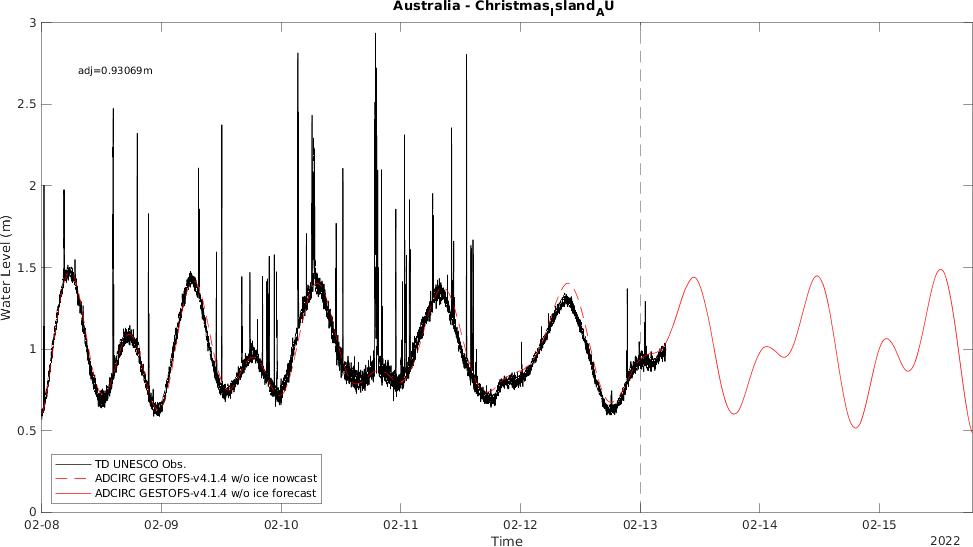 Australia - ChristmasIslandAU
3
adj=0.93069m
2.5
2
Water Level (m)
1.5
1
0.5
TD UNESCO Obs.
ADCIRC GESTOFS-v4.1.4 w/o ice nowcast
ADCIRC GESTOFS-v4.1.4 w/o ice forecast
0
02-08 02-09 02-10 02-11 02-12 02-13 02-14 02-15
Time
2022